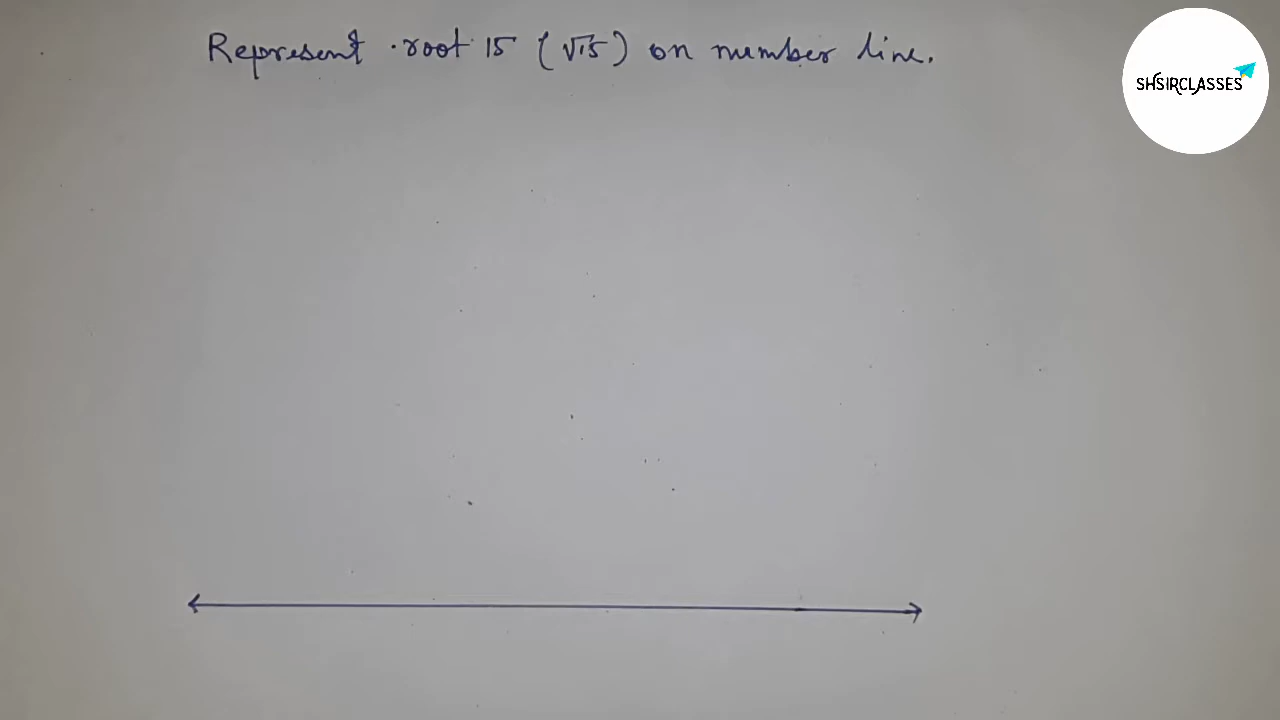 Represent root 15 (√15) on number line.
SHSIRCLASSES